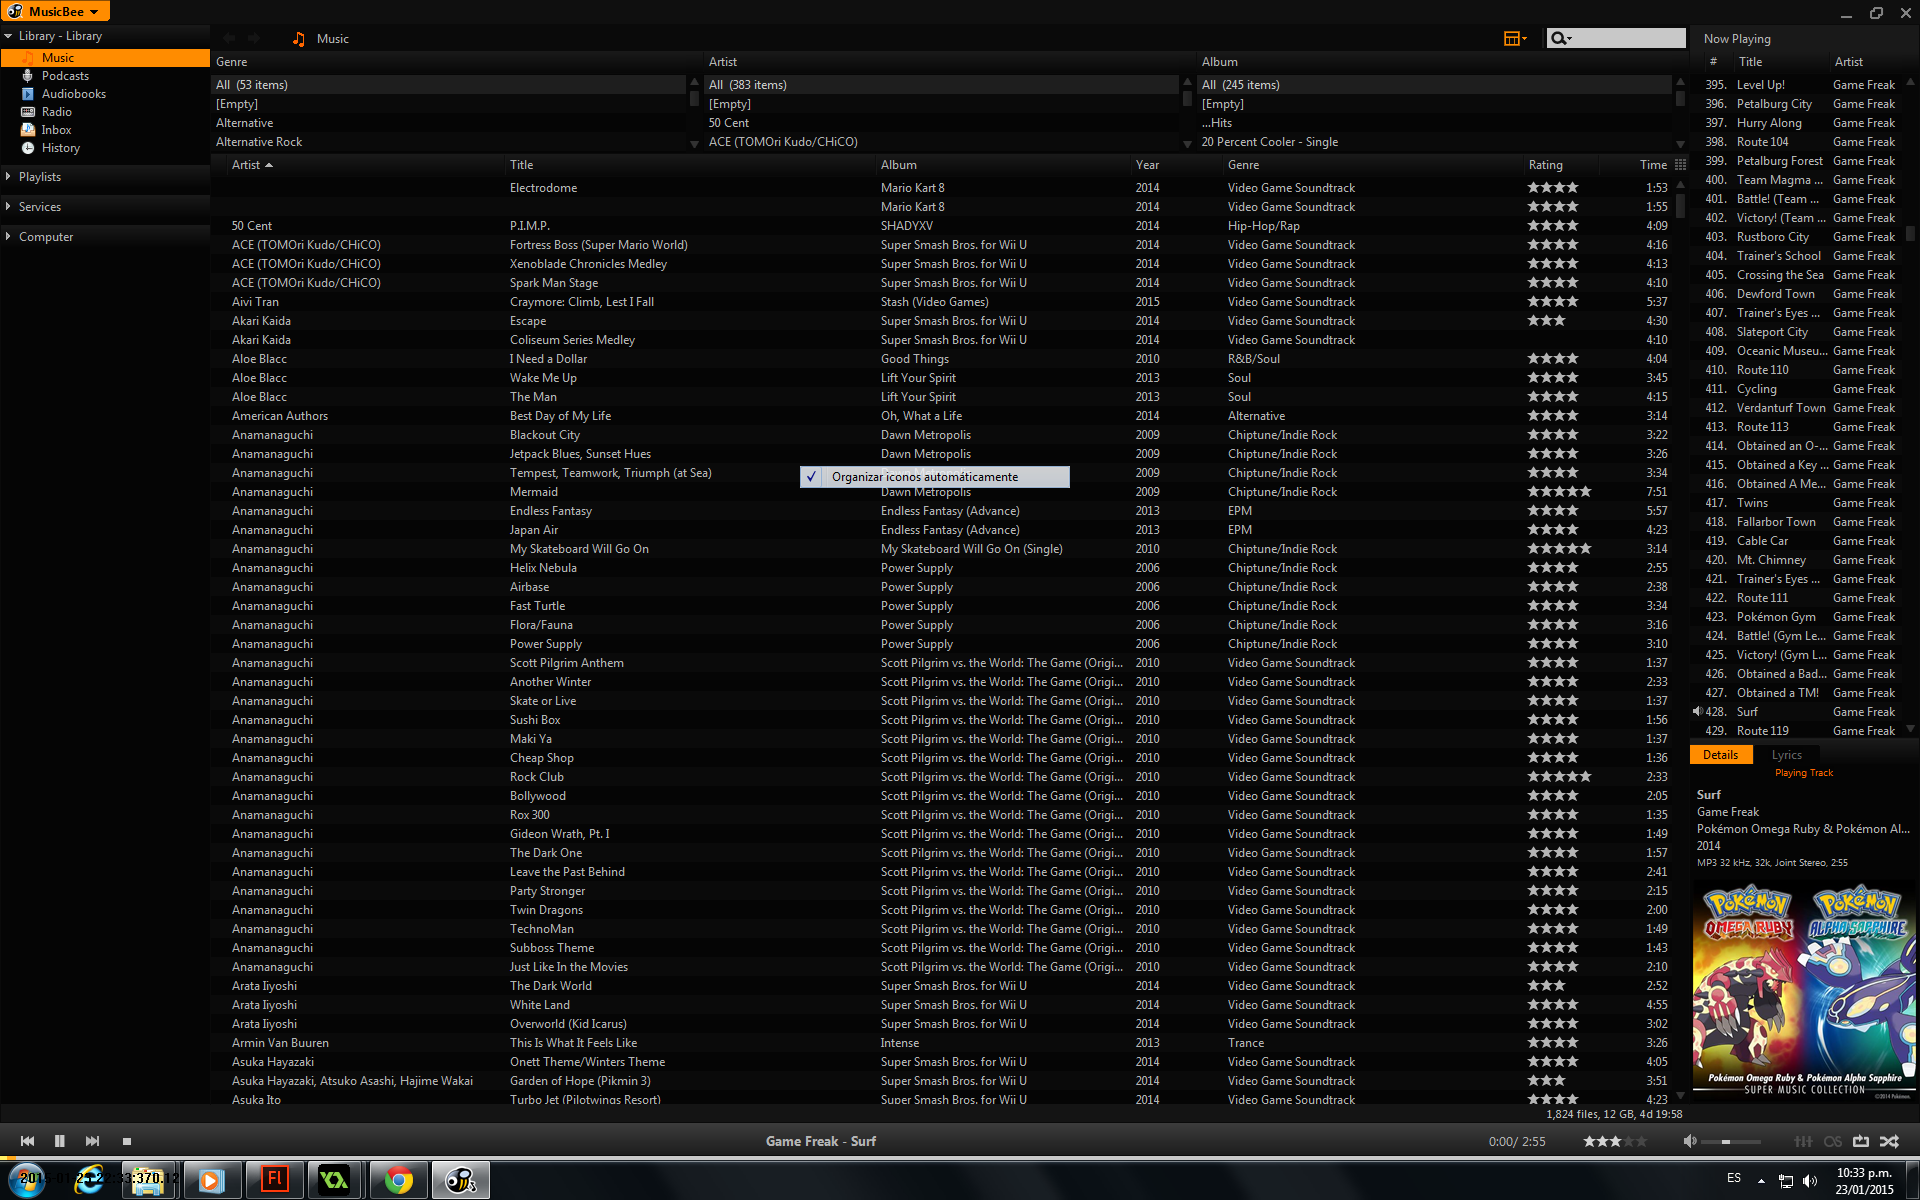 MusicBee
Library - Library
Music
Podcasts
Audiobooks
Radio
Inbox
History
Playlists
Services
Computer
Music
Genre
All (53 items)
[Empty]
Alternative
Alternative Rock
Artist
All (383 items)
[Empty]
50 Cent
ACE (TOMOri Kudo/CHiCO)
Album
All (245 items)
[Empty]
...Hits
20 Percent Cooler - Single
Artist Title Album Year Genre Rating Time
Electrodome Mario Kart 8 2014 Video Game Soundtrack 1:53
Mario Kart 8 2014 Video Game Soundtrack 1:55
50 Cent P.I.M.P. SHADYXV 2014 Hip-Hop/Rap 4:09
ACE (TOMOri Kudo/CHiCO) Fortress Boss (Super Mario World) Super Smash Bros. for Wii U 2014 Video Game Soundtrack 4:16
ACE (TOMOri Kudo/CHiCO) Xenoblade Chronicles Medley Super Smash Bros. for Wii U 2014 Video Game Soundtrack 4:13
ACE (TOMOri Kudo/CHiCO) Spark Man Stage Super Smash Bros. for Wii U 2014 Video Game Soundtrack 4:10
Aivi Tran Craymore: Climb, Lest I Fall Stash (Video Games) 2015 Video Game Soundtrack 5:37
Akari Kaida Escape Super Smash Bros. for Wii U 2014 Video Game Soundtrack 4:30
Akari Kaida Coliseum Series Medley Super Smash Bros. for Wii U 2014 Video Game Soundtrack 4:10
Aloe Blacc I Need a Dollar Good Things 2010 R&B/Soul 4:04
Aloe Blacc Wake Me Up Lift Your Spirit 2013 Soul 3:45
Aloe Blacc The Man Lift Your Spirit 2013 Soul 4:15
American Authors Best Day of My Life Oh, What a Life 2014 Alternative 3:14
Anamanaguchi Blackout City Dawn Metropolis 2009 Chiptune/Indie Rock 3:22
Anamanaguchi Jetpack Blues, Sunset Hues Dawn Metropolis 2009 Chiptune/Indie Rock 3:26
Anamanaguchi Tempest, Teamwork, Triumph (at Sea) 2009 Chiptune/Indie Rock 3:34
Organizar iconos automáticamente
Anamanaguchi Mermaid Dawn Metropolis 2009 Chiptune/Indie Rock 7:51
Anamanaguchi Endless Fantasy Endless Fantasy (Advance) 2013 EPM 5:57
Anamanaguchi Japan Air Endless Fantasy (Advance) 2013 EPM 4:23
Anamanaguchi My Skateboard Will Go On My Skateboard Will Go On (Single) 2010 Chiptune/Indie Rock 3:14
Anamanaguchi Helix Nebula Power Supply 2006 Chiptune/Indie Rock 2:55
Anamanaguchi Airbase Power Supply 2006 Chiptune/Indie Rock 2:38
Anamanaguchi Fast Turtle Power Supply 2006 Chiptune/Indie Rock 3:34
Anamanaguchi Flora/Fauna Power Supply 2006 Chiptune/Indie Rock 3:16
Anamanaguchi Power Supply Power Supply 2006 Chiptune/Indie Rock 3:10
Anamanaguchi Scott Pilgrim Anthem Scott Pilgrim vs. the World: The Game (Origi... 2010 Video Game Soundtrack 1:37
Anamanaguchi Another Winter Scott Pilgrim vs. the World: The Game (Origi... 2010 Video Game Soundtrack 2:33
Anamanaguchi Skate or Live Scott Pilgrim vs. the World: The Game (Origi... 2010 Video Game Soundtrack 1:37
Anamanaguchi Sushi Box Scott Pilgrim vs. the World: The Game (Origi... 2010 Video Game Soundtrack 1:56
Anamanaguchi Maki Ya Scott Pilgrim vs. the World: The Game (Origi... 2010 Video Game Soundtrack 1:37
Anamanaguchi Cheap Shop Scott Pilgrim vs. the World: The Game (Origi... 2010 Video Game Soundtrack 1:36
Anamanaguchi Rock Club Scott Pilgrim vs. the World: The Game (Origi... 2010 Video Game Soundtrack 2:33
Anamanaguchi Bollywood Scott Pilgrim vs. the World: The Game (Origi... 2010 Video Game Soundtrack 2:05
Anamanaguchi Rox 300 Scott Pilgrim vs. the World: The Game (Origi... 2010 Video Game Soundtrack 1:35
Anamanaguchi Gideon Wrath, Pt. I Scott Pilgrim vs. the World: The Game (Origi... 2010 Video Game Soundtrack 1:49
Anamanaguchi The Dark One Scott Pilgrim vs. the World: The Game (Origi... 2010 Video Game Soundtrack 1:57
Anamanaguchi Leave the Past Behind Scott Pilgrim vs. the World: The Game (Origi... 2010 Video Game Soundtrack 2:41
Anamanaguchi Party Stronger Scott Pilgrim vs. the World: The Game (Origi... 2010 Video Game Soundtrack 2:15
Anamanaguchi Twin Dragons Scott Pilgrim vs. the World: The Game (Origi... 2010 Video Game Soundtrack 2:00
Anamanaguchi TechnoMan Scott Pilgrim vs. the World: The Game (Origi... 2010 Video Game Soundtrack 1:49
Anamanaguchi Subboss Theme Scott Pilgrim vs. the World: The Game (Origi... 2010 Video Game Soundtrack 1:43
Anamanaguchi Just Like In the Movies Scott Pilgrim vs. the World: The Game (Origi... 2010 Video Game Soundtrack 2:10
Arata Iiyoshi The Dark World Super Smash Bros. for Wii U 2014 Video Game Soundtrack 2:52
Arata Iiyoshi White Land Super Smash Bros. for Wii U 2014 Video Game Soundtrack 4:55
Arata Iiyoshi Overworld (Kid Icarus) Super Smash Bros. for Wii U 2014 Video Game Soundtrack 3:02
Armin Van Buuren This Is What It Feels Like Intense 2013 Trance 3:26
Asuka Hayazaki Onett Theme/Winters Theme Super Smash Bros. for Wii U 2014 Video Game Soundtrack 4:05
Asuka Hayazaki, Atsuko Asashi, Hajime Wakai Garden of Hope (Pikmin 3) Super Smash Bros. for Wii U 2014 Video Game Soundtrack 3:51
Asuka Ito Turbo Jet (Pilotwings Resort) Super Smash Bros. for Wii U 2014 Video Game Soundtrack 4:23
1,824 files, 12 GB, 4d 19:58
Now Playing
# Title Artist
395. Level Up! Game Freak
396. Petalburg City Game Freak
397. Hurry Along Game Freak
398. Route 104 Game Freak
399. Petalburg Forest Game Freak
400. Team Magma ... Game Freak
401. Battle! (Team ... Game Freak
402. Victory! (Team ... Game Freak
403. Rustboro City Game Freak
404. Trainer's School Game Freak
405. Crossing the Sea Game Freak
406. Dewford Town Game Freak
407. Trainer's Eyes ... Game Freak
408. Slateport City Game Freak
409. Oceanic Museu... Game Freak
410. Route 110 Game Freak
411. Cycling Game Freak
412. Verdanturf Town Game Freak
413. Route 113 Game Freak
414. Obtained an O-... Game Freak
415. Obtained a Key ... Game Freak
416. Obtained A Me... Game Freak
417. Twins Game Freak
418. Fallarbor Town Game Freak
419. Cable Car Game Freak
420. Mt. Chimney Game Freak
421. Trainer's Eyes ... Game Freak
422. Route 111 Game Freak
423. Pokémon Gym Game Freak
424. Battle! (Gym Le... Game Freak
425. Victory! (Gym L... Game Freak
426. Obtained a Bad... Game Freak
427. Obtained a TM! Game Freak
428. Surf Game Freak
429. Route 119 Game Freak
Details Lyrics
Playing Track
Surf
Game Freak
Pokémon Omega Ruby & Pokémon Al...
2014
MP3 32 kHz, 32k, Joint Stereo, 2:55
POKéMON OMEGA RUBY
POKéMON ALPHA SAPPHIRE
Pokémon Omega Ruby & Pokémon Alpha Sapphire
SUPER MUSIC COLLECTION
©2014 Pokémon.
Game Freak - Surf
0:00/ 2:55
Fl
ES
10:33 p.m.
23/01/2015